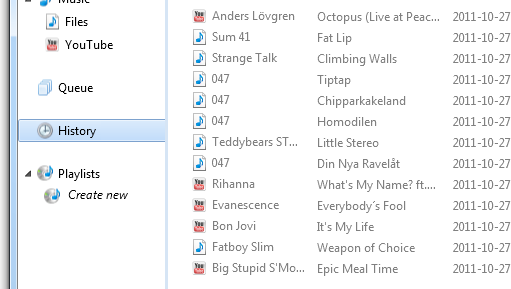 Music
Files
YouTube
Queue
History
Playlists
Create new
Anders Lövgren Octopus (Live at Peac... 2011-10-27
Sum 41 Fat Lip 2011-10-27
Strange Talk Climbing Walls 2011-10-27
047 Tiptap 2011-10-27
047 Chipparkakeland 2011-10-27
047 Homodilen 2011-10-27
Teddybears ST... Little Stereo 2011-10-27
047 Din Nya Ravelåt 2011-10-27
Rihanna What's My Name? ft.... 2011-10-27
Evanescence Everybody´s Fool 2011-10-27
Bon Jovi It's My Life 2011-10-27
Fatboy Slim Weapon of Choice 2011-10-27
Big Stupid S'Mo... Epic Meal Time 2011-10-27